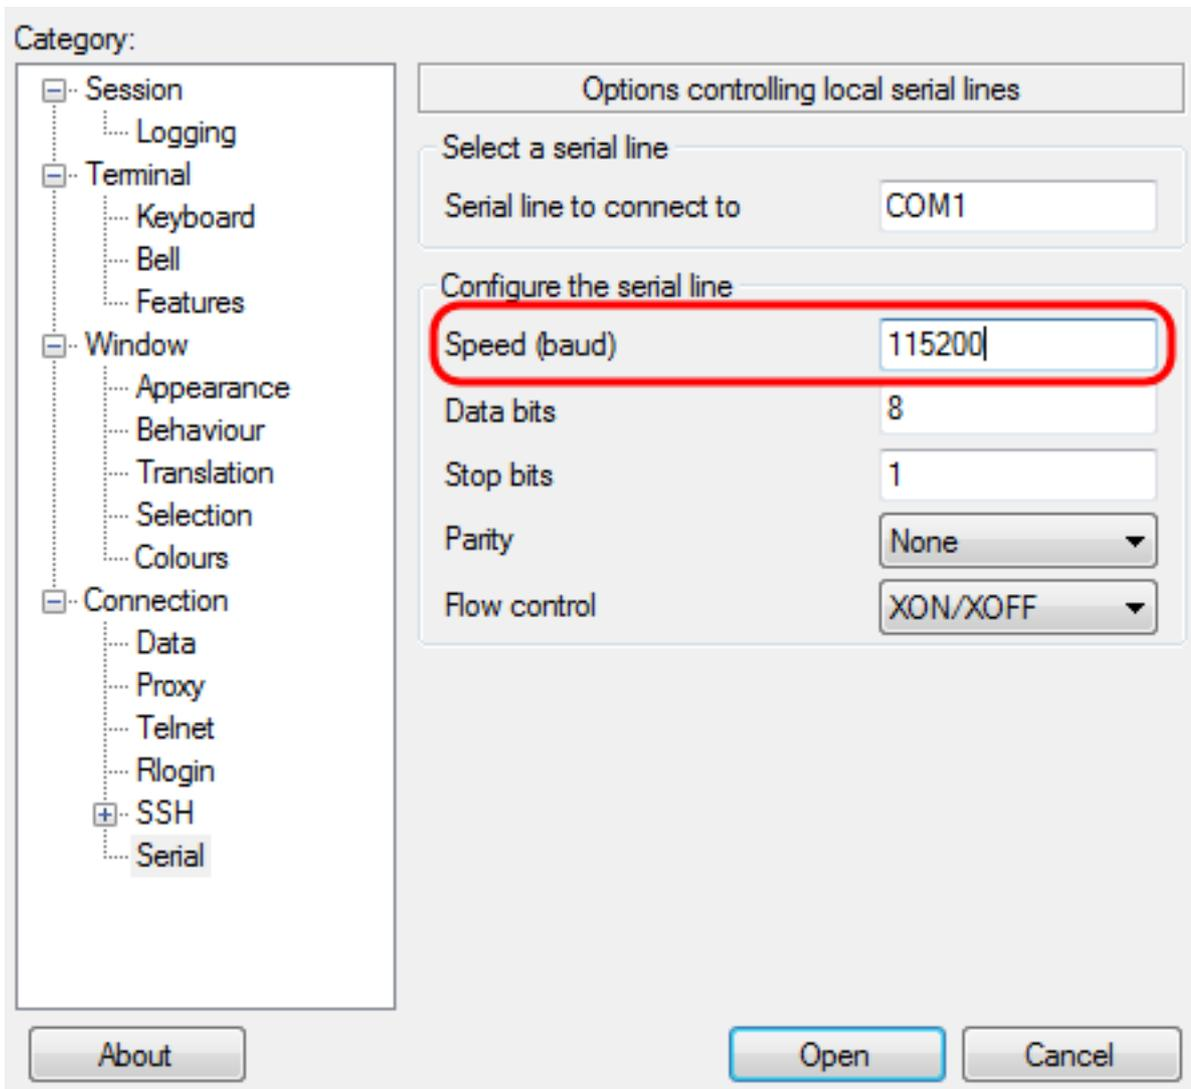 Category:
Session
Logging
Terminal
Keyboard
Bell
Features
Window
Appearance
Behaviour
Translation
Selection
Colours
Connection
Data
Proxy
Telnet
Rlogin
SSH
Serial
Options controlling local serial lines
Select a serial line
Serial line to connect to COM1
Configure the serial line
Speed (baud) 115200
Data bits 8
Stop bits 1
Parity None
Flow control XON/XOFF
About Open Cancel